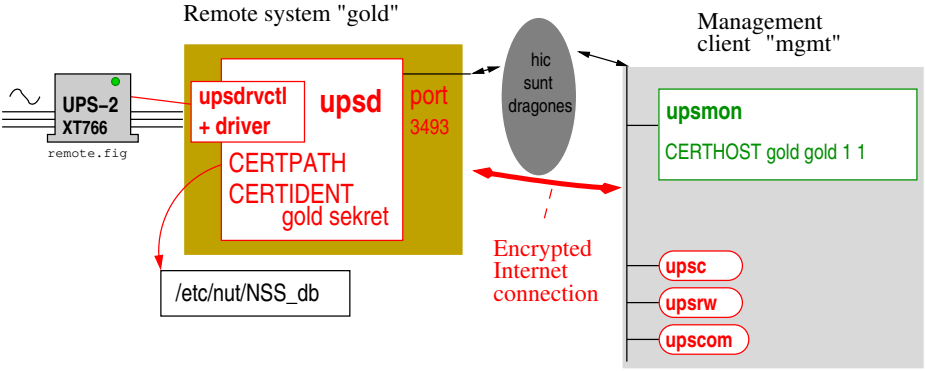 Remote system "gold"
Management
client "mgmt"
UPS−2
XT766
remote.fig
upsdrvctl
+ driver
upsd
port
3493
CERTPATH
CERTIDENT
gold sekret
/etc/nut/NSS_db
hic
sunt
dragones
Encrypted
Internet
connection
upsmon
CERTHOST gold gold 1 1
upsc
upsrw
upscom